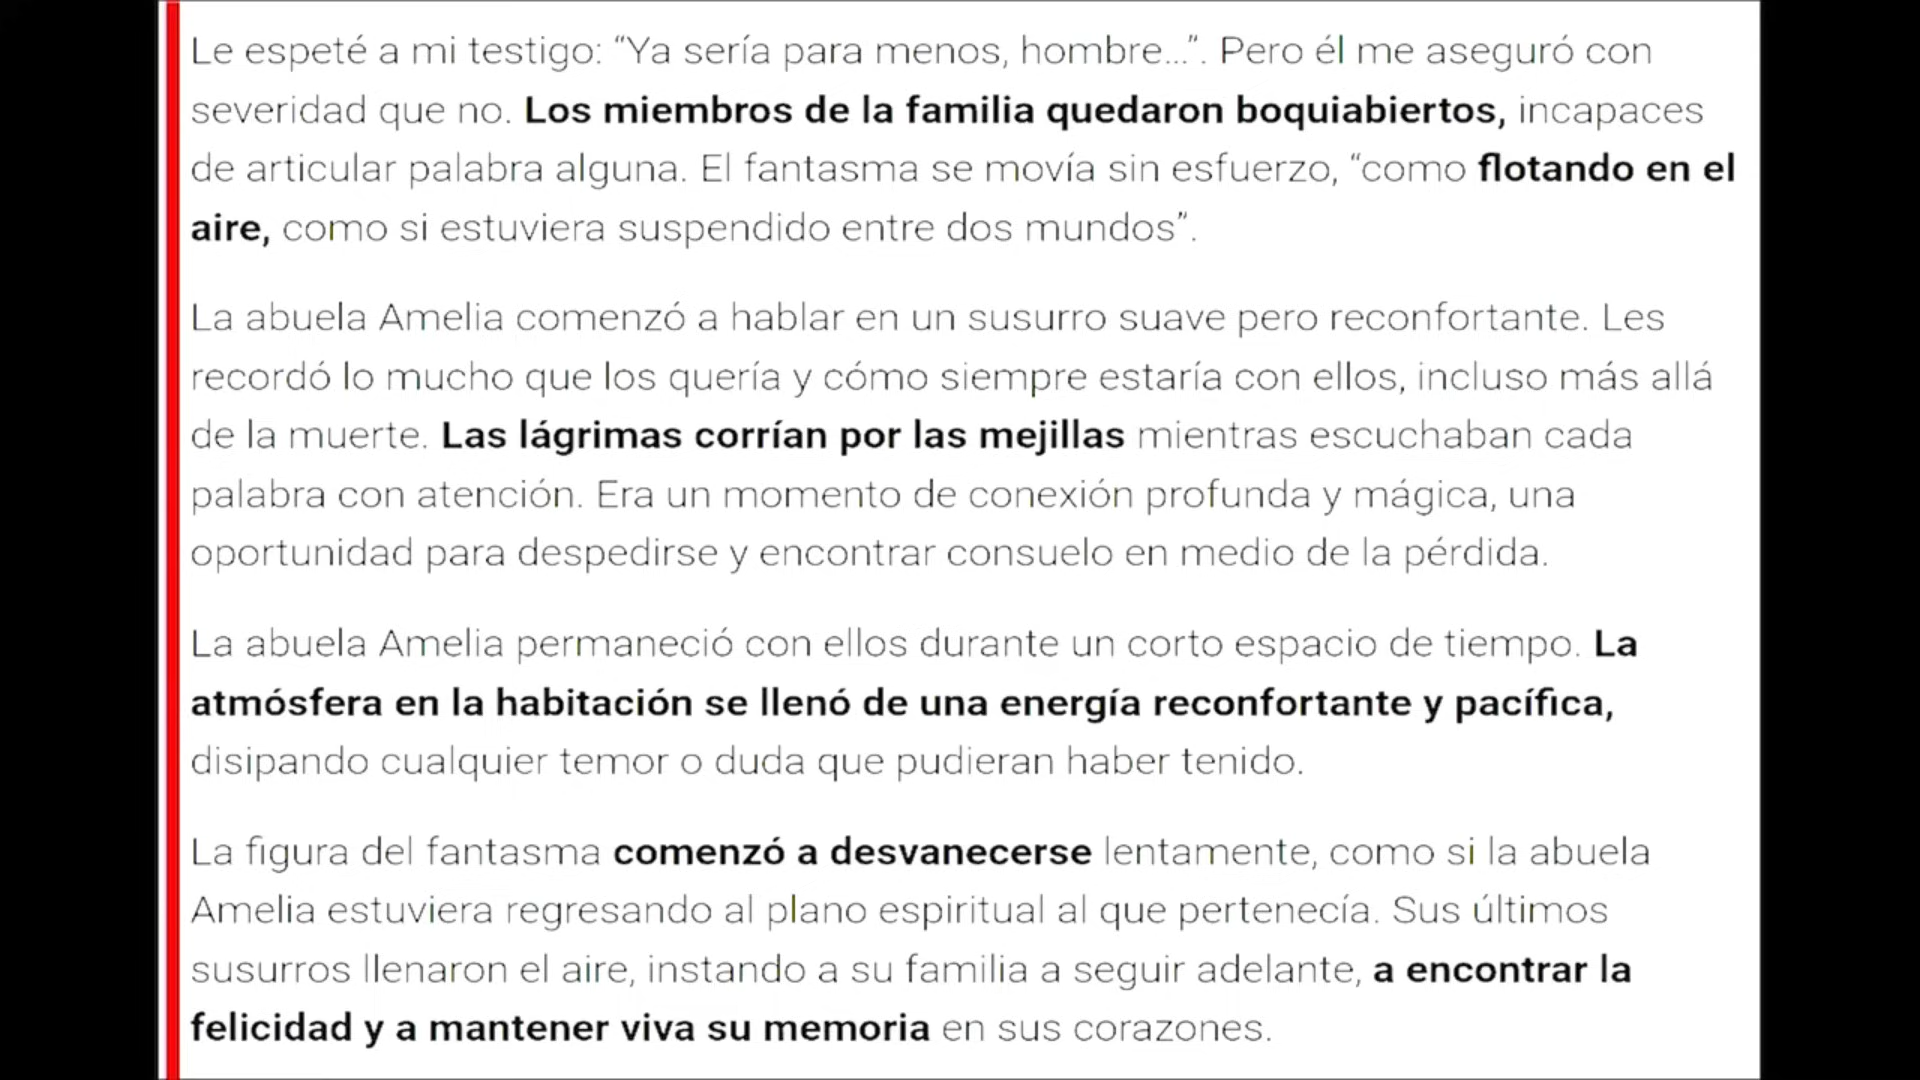 Le espeté a mi testigo: “Ya sería para menos, hombre...”. Pero él me aseguró con
severidad que no. Los miembros de la familia quedaron boquiabiertos, incapaces
de articular palabra alguna. El fantasma se movía sin esfuerzo, “como flotando en el
aire, como si estuviera suspendido entre dos mundos”.
La abuela Amelia comenzó a hablar en un susurro suave pero reconfortante. Les
recordó lo mucho que los quería y cómo siempre estaría con ellos, incluso más allá
de la muerte. Las lágrimas corrían por las mejillas mientras escuchaban cada
palabra con atención. Era un momento de conexión profunda y mágica, una
oportunidad para despedirse y encontrar consuelo en medio de la pérdida.
La abuela Amelia permaneció con ellos durante un corto espacio de tiempo. La
atmósfera en la habitación se llenó de una energía reconfortante y pacífica,
disipando cualquier temor o duda que pudieran haber tenido.
La figura del fantasma comenzó a desvanecerse lentamente, como si la abuela
Amelia estuviera regresando al plano espiritual al que pertenecía. Sus últimos
susurros llenaron el aire, instando a su familia a seguir adelante, a encontrar la
felicidad y a mantener viva su memoria en sus corazones.